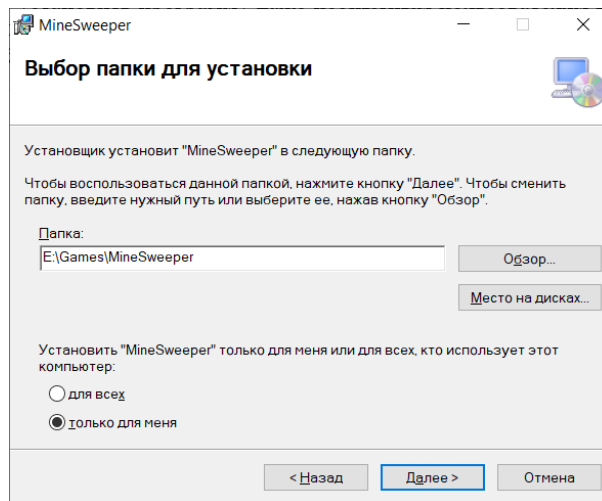 MineSweeper
Выбор папки для установки
Установщик установит "MineSweeper" в следующую папку.
Чтобы воспользоваться данной папкой, нажмите кнопку "Далее". Чтобы сменить
папку, введите нужный путь или выберите ее, нажав кнопку "Обзор".
Папка:
E:\Games\MineSweeper
Обзор...
Место на дисках...
Установить "MineSweeper" только для меня или для всех, кто использует этот
компьютер:
для всех
только для меня
< Назад
Далее >
Отмена